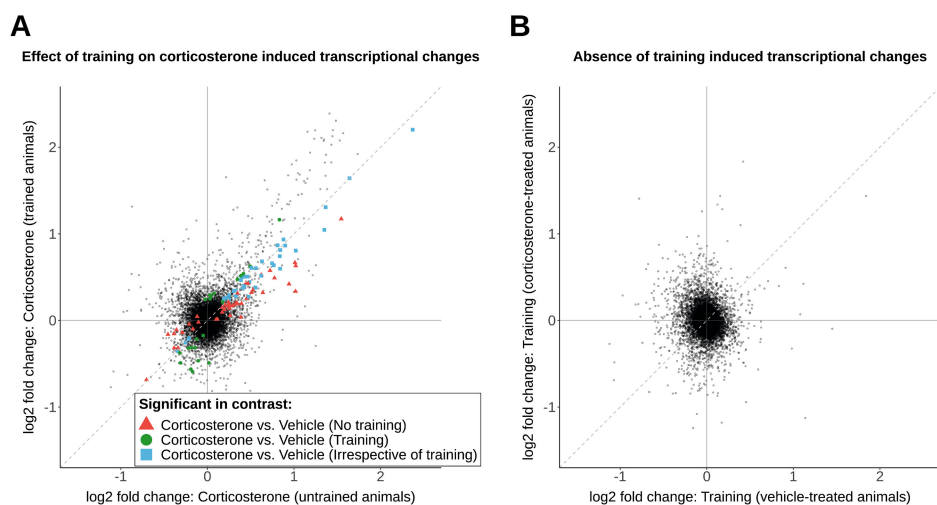 A
B
Effect of training on corticosterone induced transcriptional changes
Absence of training induced transcriptional changes
log2 fold change: Corticosterone (trained animals)
2
1
0
-1
Significant in contrast:
Corticosterone vs. Vehicle (No training)
Corticosterone vs. Vehicle (Training)
Corticosterone vs. Vehicle (Irrespective of training)
-1 0 1 2
log2 fold change: Corticosterone (untrained animals)
log2 fold change: Training (corticosterone-treated animals)
2
1
0
-1
-1 0 1 2
log2 fold change: Training (vehicle-treated animals)